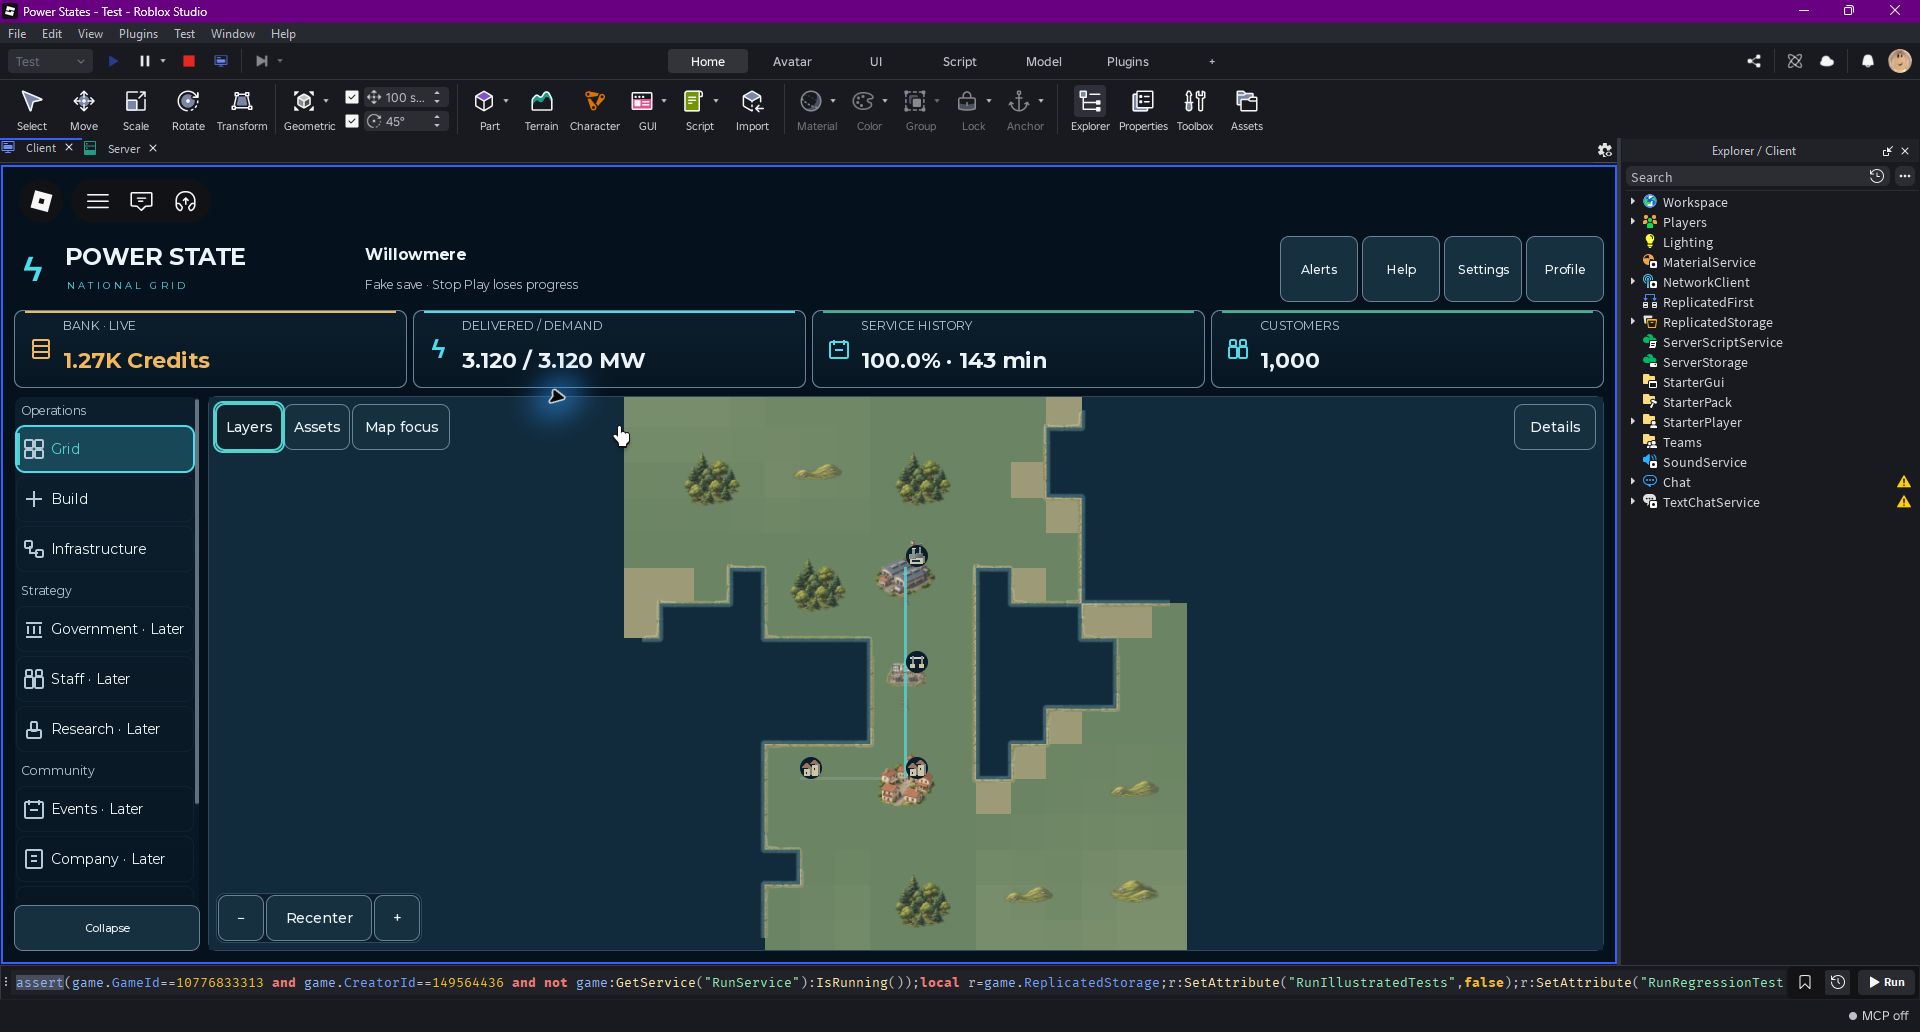 Power States - Test - Roblox Studio
File Edit View Plugins Test Window Help
Test
Home Avatar UI Script Model Plugins +
100 s...
45°
Select Move Scale Rotate Transform Geometric Part Terrain Character GUI Script Import Material Color Group Lock Anchor Explorer Properties Toolbox Assets
Client Server
Explorer / Client
Search
Workspace
Players
Lighting
MaterialService
NetworkClient
ReplicatedFirst
ReplicatedStorage
ServerScriptService
ServerStorage
StarterGui
StarterPack
StarterPlayer
Teams
SoundService
Chat
TextChatService
POWER STATE
NATIONAL GRID
Willowmere
Fake save · Stop Play loses progress
Alerts Help Settings Profile
BANK · LIVE
1.27K Credits
DELIVERED / DEMAND
3.120 / 3.120 MW
SERVICE HISTORY
100.0% · 143 min
CUSTOMERS
1,000
Operations
Grid
Build
Infrastructure
Strategy
Government · Later
Staff · Later
Research · Later
Community
Events · Later
Company · Later
Collapse
Layers Assets Map focus
Details
- Recenter +
assert(game.GameId==10776833313 and game.CreatorId==149564436 and not game:GetService("RunService"):IsRunning());local r=game.ReplicatedStorage;r:SetAttribute("RunIllustratedTests",false);r:SetAttribute("RunRegressionTest
Run
MCP off